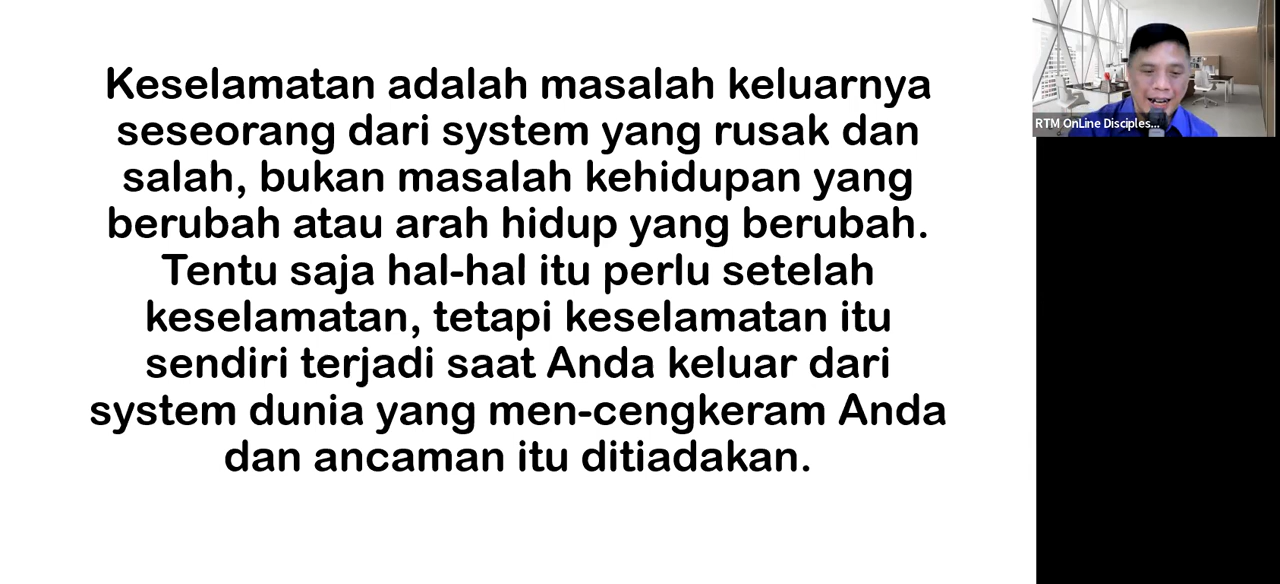 Keselamatan adalah masalah keluarnya
seseorang dari system yang rusak dan
salah, bukan masalah kehidupan yang
berubah atau arah hidup yang berubah.
Tentu saja hal-hal itu perlu setelah
keselamatan, tetapi keselamatan itu
sendiri terjadi saat Anda keluar dari
system dunia yang men-cengkeram Anda
dan ancaman itu ditiadakan.
RTM OnLine Disciples...